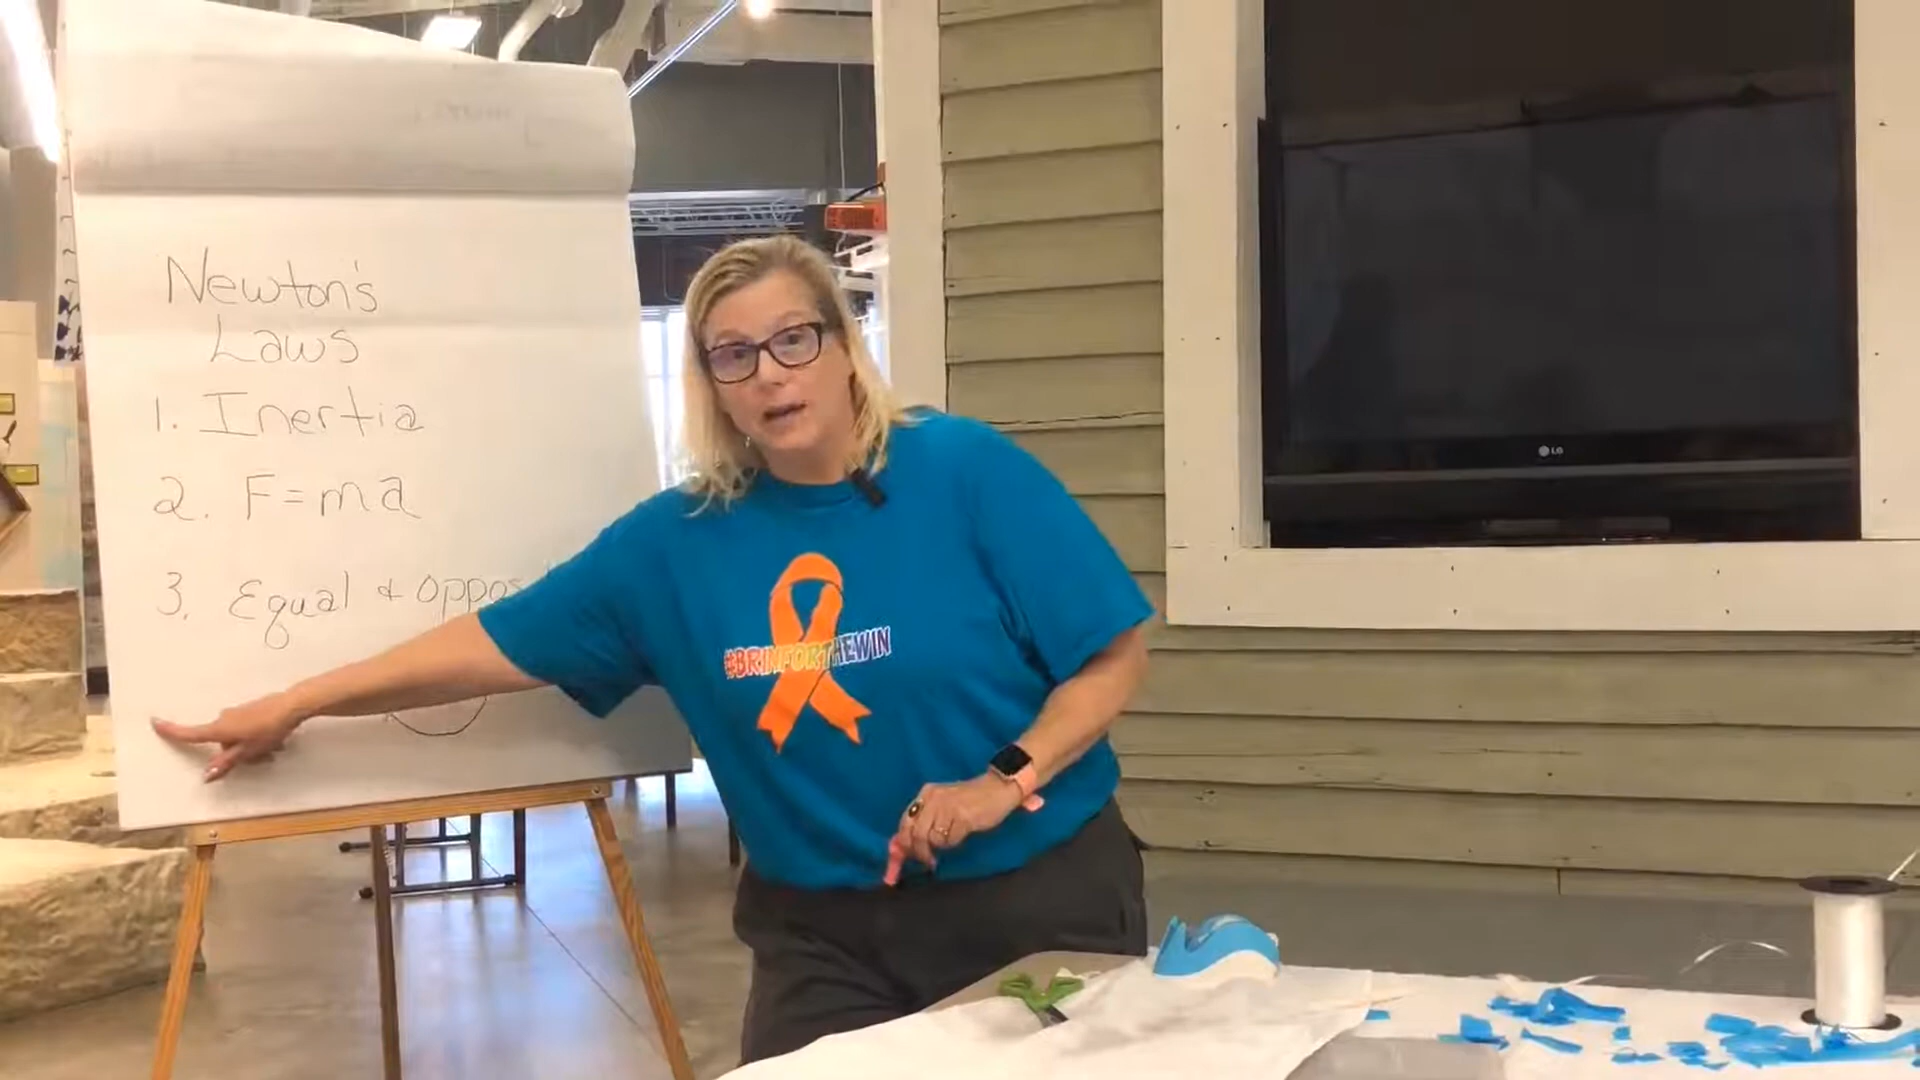 Newton's
Laws
1. Inertia
2. F=ma
3. Equal & oppos
#BRINFORTHEWIN
LG